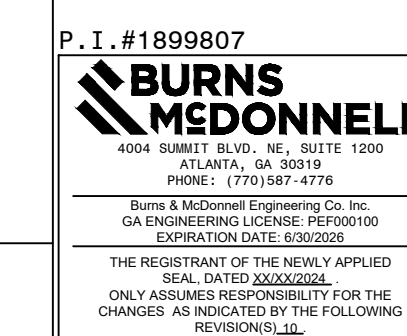 P.I.#1899807
BURNS
McDONNELL
4004 SUMMIT BLVD. NE, SUITE 1200
ATLANTA, GA 30319
PHONE: (770)587-4776
Burns & McDonnell Engineering Co. Inc.
GA ENGINEERING LICENSE: PEF000100
EXPIRATION DATE: 6/30/2026
THE REGISTRANT OF THE NEWLY APPLIED
SEAL, DATED XX/XX/2024 .
ONLY ASSUMES RESPONSIBILITY FOR THE
CHANGES AS INDICATED BY THE FOLLOWING
REVISION(S) 10 .